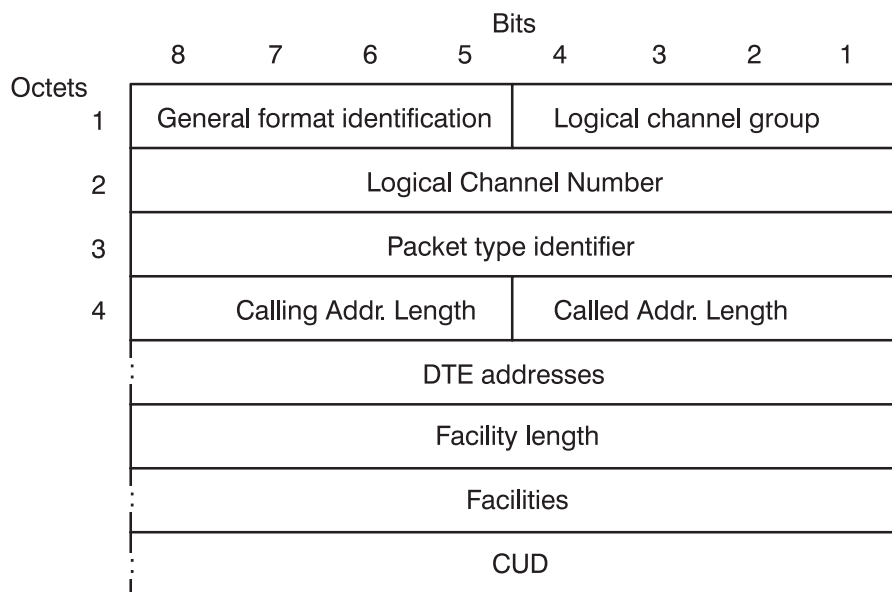 Bits
8 7 6 5 4 3 2 1
Octets
1 General format identification Logical channel group
2 Logical Channel Number
3 Packet type identifier
4 Calling Addr. Length Called Addr. Length
DTE addresses
Facility length
Facilities
CUD